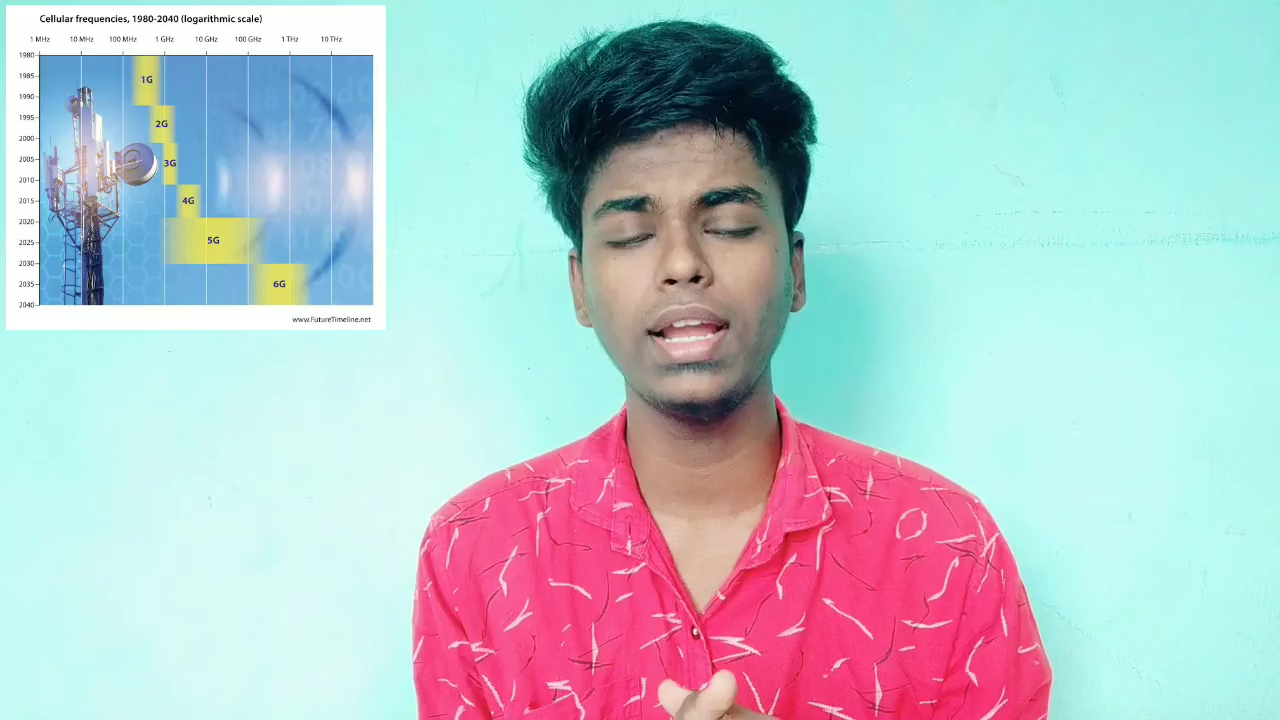 Cellular frequencies, 1980-2040 (logarithmic scale)
1 MHz 10 MHz 100 MHz 1 GHz 10 GHz 100 GHz 1 THz 10 THz
1980
1985
1G
1990
1995
2G
2000
2005
3G
2010
2015
4G
2020
2025
5G
2030
2035
6G
2040
www.FutureTimeline.net